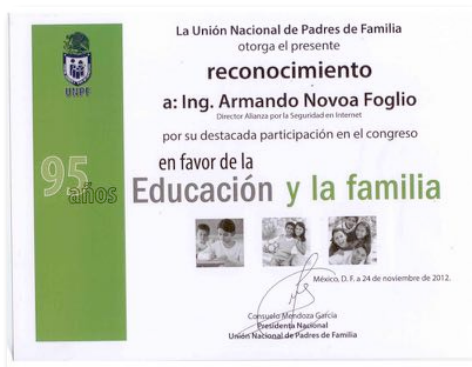 UNPF
La Unión Nacional de Padres de Familia
otorga el presente
reconocimiento
a: Ing. Armando Novoa Foglio
Director Alianza por la Seguridad en Internet
por su destacada participación en el congreso
95 años
en favor de la
Educación y la familia
México, D. F. a 24 de noviembre de 2012.
Consuelo Mendoza García
Presidenta Nacional
Unión Nacional de Padres de Familia